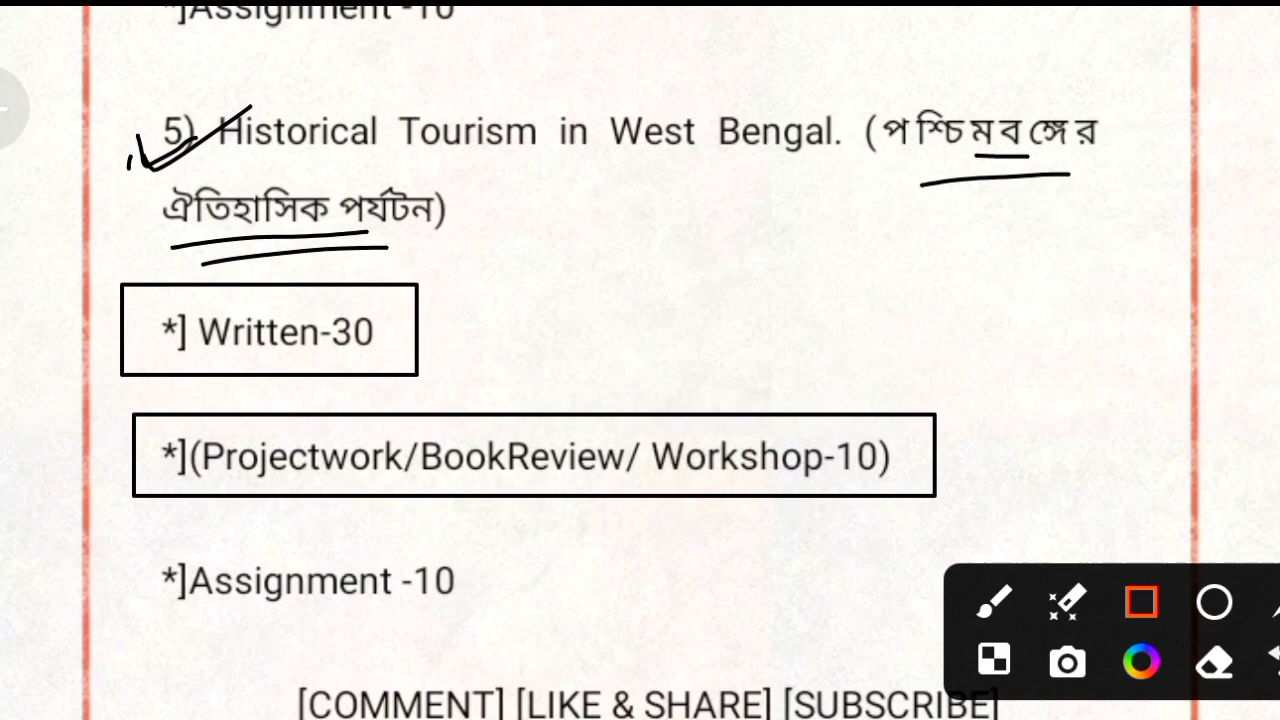 *]Assignment -10
5) Historical Tourism in West Bengal. (পশ্চিমবঙ্গের
ঐতিহাসিক পর্যটন)
*] Written-30
*](Projectwork/BookReview/ Workshop-10)
*]Assignment -10
[COMMENT] [LIKE & SHARE] [SUBSCRIBE]